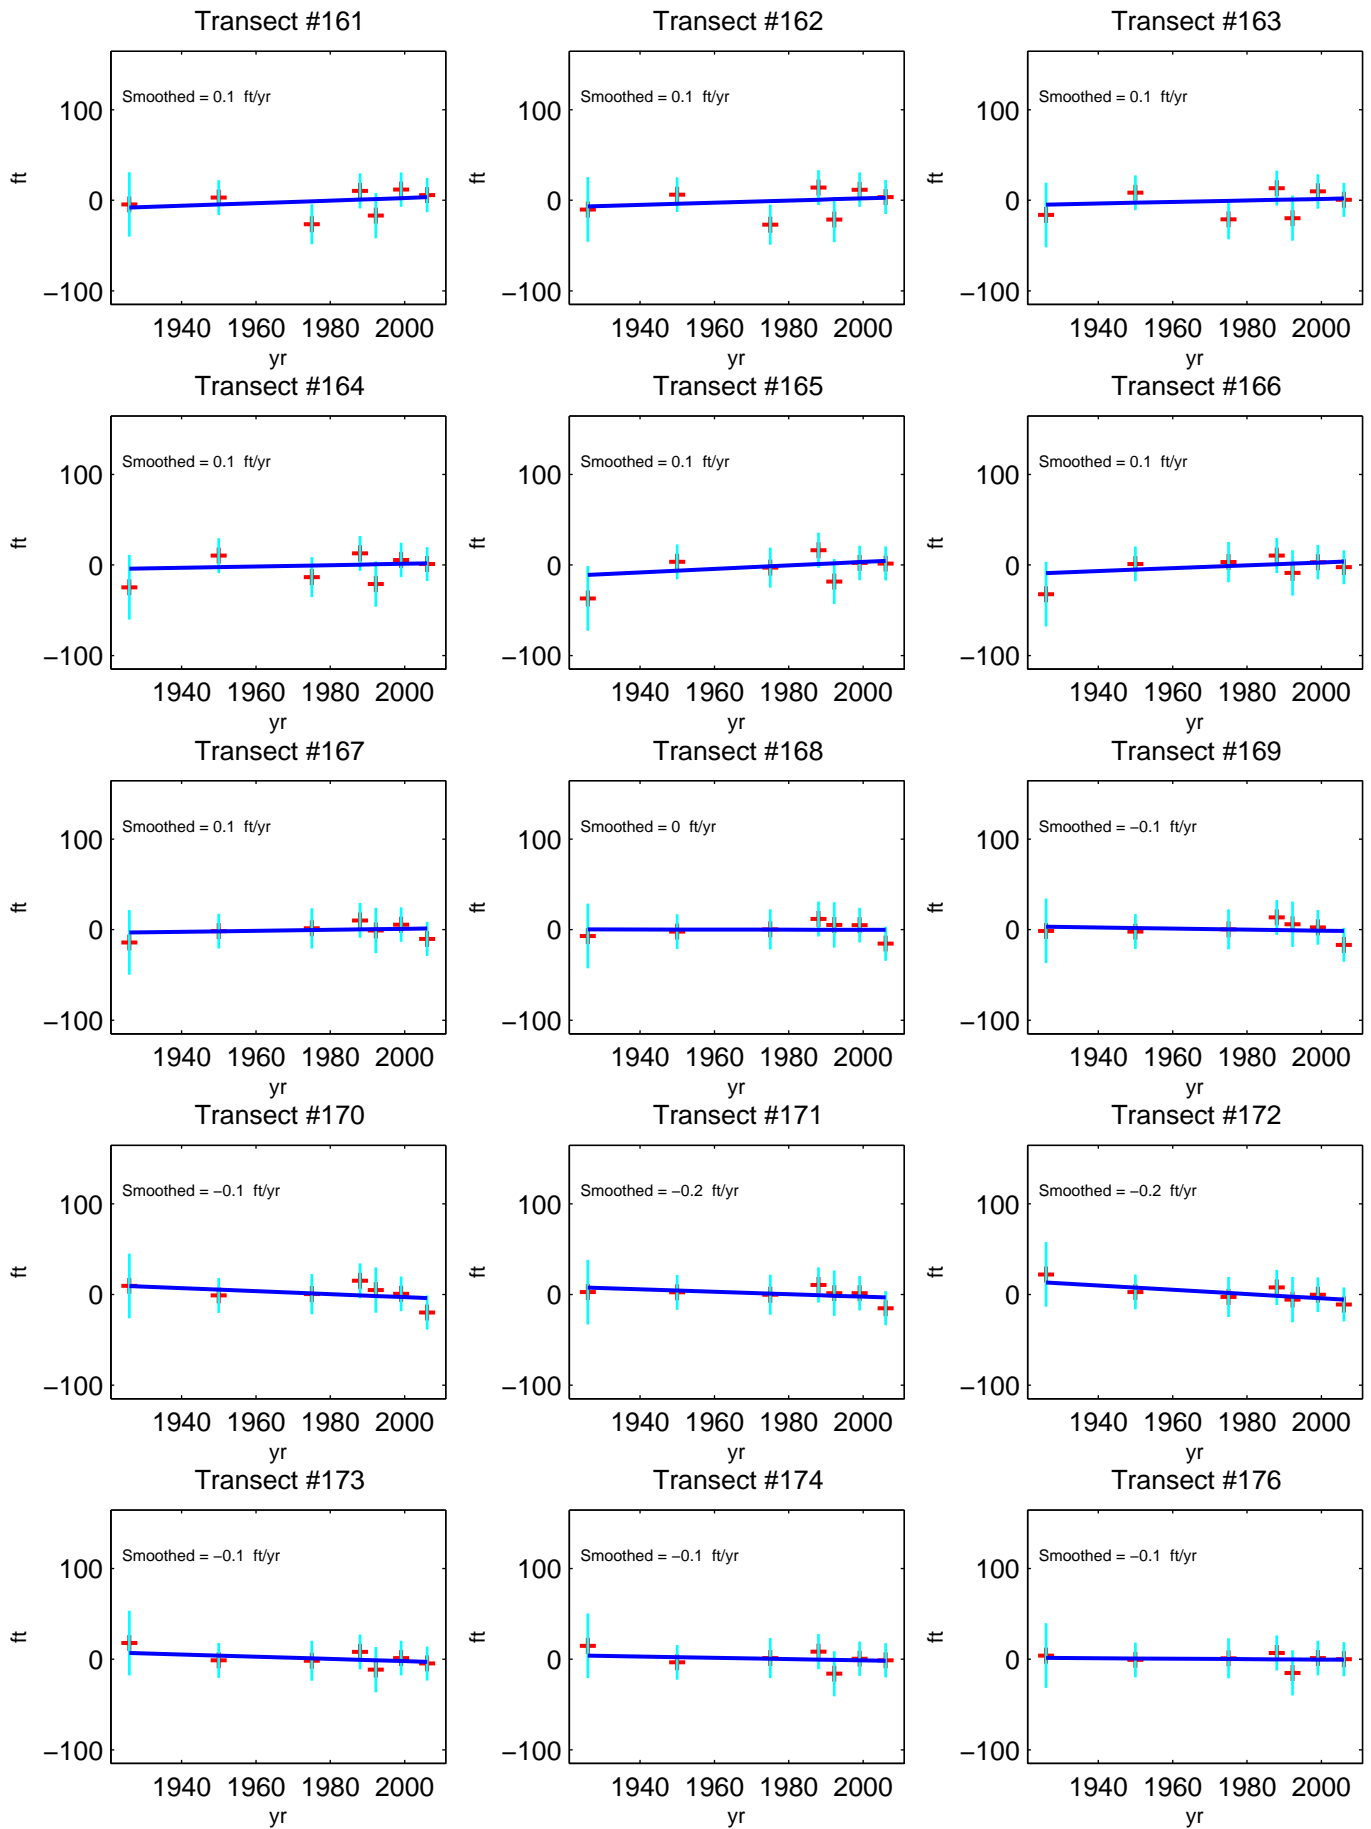 Transect #161 Transect #162 Transect #163
Smoothed = 0.1 ft/yr Smoothed = 0.1 ft/yr Smoothed = 0.1 ft/yr
100 100 100
ft ft ft
0 0 0
−100 −100 −100
1940 1960 1980 2000 1940 1960 1980 2000 1940 1960 1980 2000
yr yr yr
Transect #164 Transect #165 Transect #166
Smoothed = 0.1 ft/yr Smoothed = 0.1 ft/yr Smoothed = 0.1 ft/yr
100 100 100
ft ft ft
0 0 0
−100 −100 −100
1940 1960 1980 2000 1940 1960 1980 2000 1940 1960 1980 2000
yr yr yr
Transect #167 Transect #168 Transect #169
Smoothed = 0.1 ft/yr Smoothed = 0 ft/yr Smoothed = −0.1 ft/yr
100 100 100
ft ft ft
0 0 0
−100 −100 −100
1940 1960 1980 2000 1940 1960 1980 2000 1940 1960 1980 2000
yr yr yr
Transect #170 Transect #171 Transect #172
Smoothed = −0.1 ft/yr Smoothed = −0.2 ft/yr Smoothed = −0.2 ft/yr
100 100 100
ft ft ft
0 0 0
−100 −100 −100
1940 1960 1980 2000 1940 1960 1980 2000 1940 1960 1980 2000
yr yr yr
Transect #173 Transect #174 Transect #176
Smoothed = −0.1 ft/yr Smoothed = −0.1 ft/yr Smoothed = −0.1 ft/yr
100 100 100
ft ft ft
0 0 0
−100 −100 −100
1940 1960 1980 2000 1940 1960 1980 2000 1940 1960 1980 2000
yr yr yr